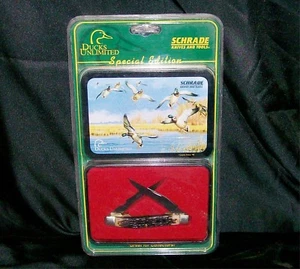 DUCKS
UNLIMITED
SCHRADE
KNIVES AND TOOLS
Special Edition
SCHRADE